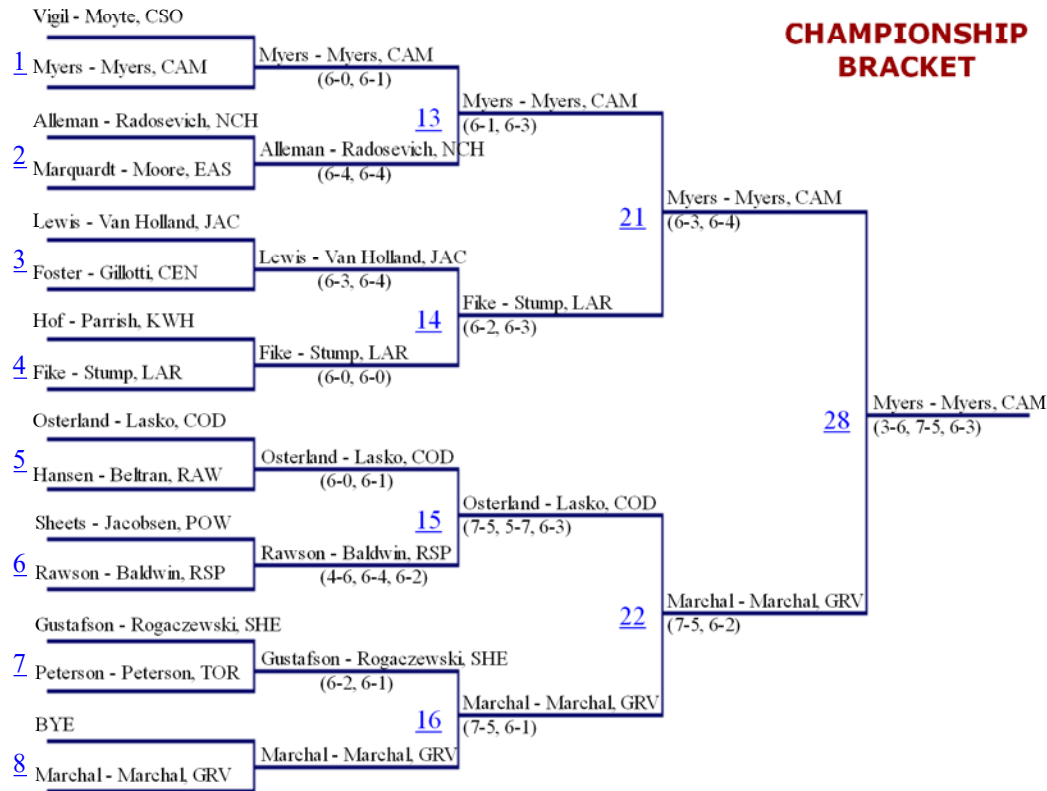 CHAMPIONSHIP
BRACKET
Vigil - Moyte, CSO
1
Myers - Myers, CAM
Alleman - Radosevich, NCH
2
Marquardt - Moore, EAS
Lewis - Van Holland, JAC
3
Foster - Gillotti, CEN
Hof - Parrish, KWH
4
Fike - Stump, LAR
Osterland - Lasko, COD
5
Hansen - Beltran, RAW
Sheets - Jacobsen, POW
6
Rawson - Baldwin, RSP
Gustafson - Rogaczewski, SHE
7
Peterson - Peterson, TOR
BYE
8
Marchal - Marchal, GRV
Myers - Myers, CAM
(6-0, 6-1)
13
Alleman - Radosevich, NCH
(6-4, 6-4)
Lewis - Van Holland, JAC
(6-3, 6-4)
14
Fike - Stump, LAR
(6-0, 6-0)
Osterland - Lasko, COD
(6-0, 6-1)
15
Rawson - Baldwin, RSP
(4-6, 6-4, 6-2)
Gustafson - Rogaczewski, SHE
(6-2, 6-1)
16
Marchal - Marchal, GRV
Myers - Myers, CAM
(6-1, 6-3)
21
Fike - Stump, LAR
(6-2, 6-3)
Osterland - Lasko, COD
(7-5, 5-7, 6-3)
22
Marchal - Marchal, GRV
(7-5, 6-1)
Myers - Myers, CAM
(6-3, 6-4)
28
Marchal - Marchal, GRV
(7-5, 6-2)
Myers - Myers, CAM
(3-6, 7-5, 6-3)